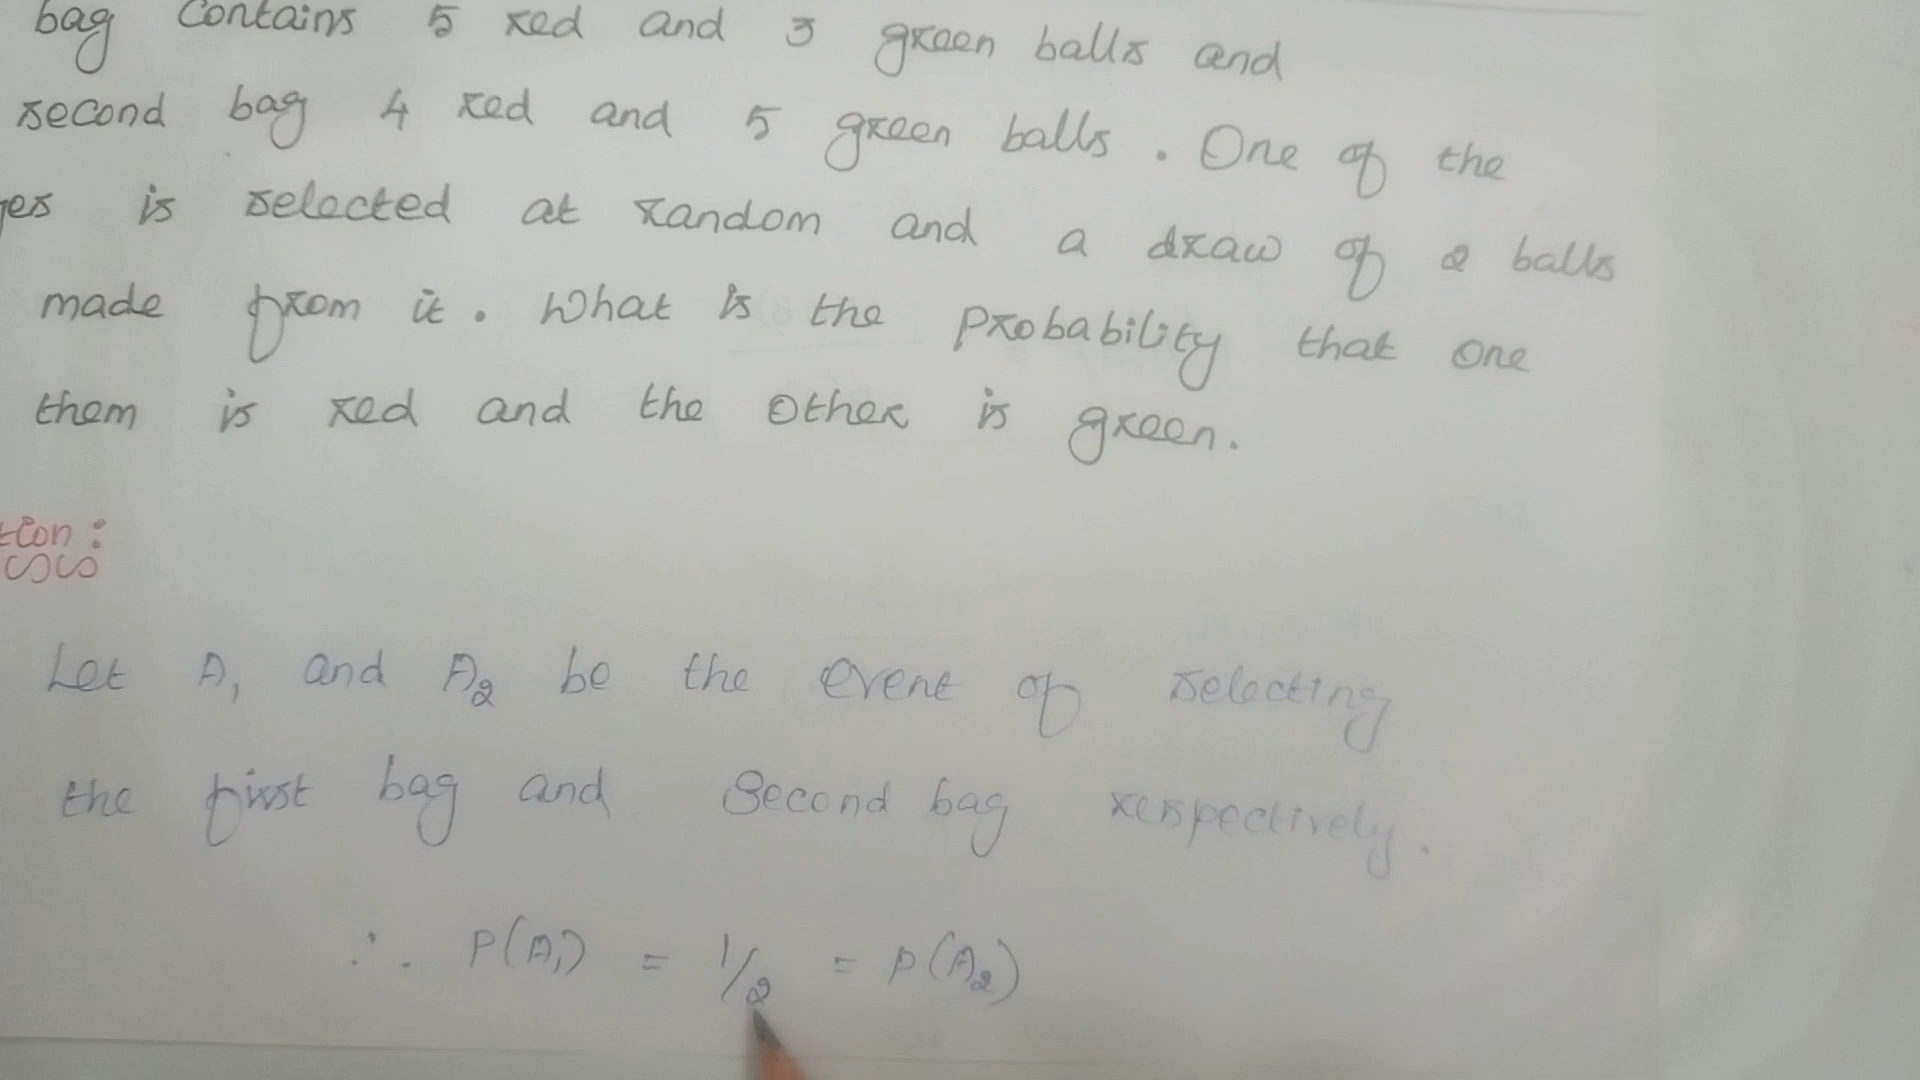 bag contains 5 red and 3 green balls and
second bag 4 red and 5 green balls. One of the
is selected at random and a draw of 2 balls
made from it. What is the probability that one
them is red and the other is green.
Let A₁ and A₂ be the event of selecting
the first bag and Second bag respectively.
∴ P(A₁) = 1/2 = P(A₂)